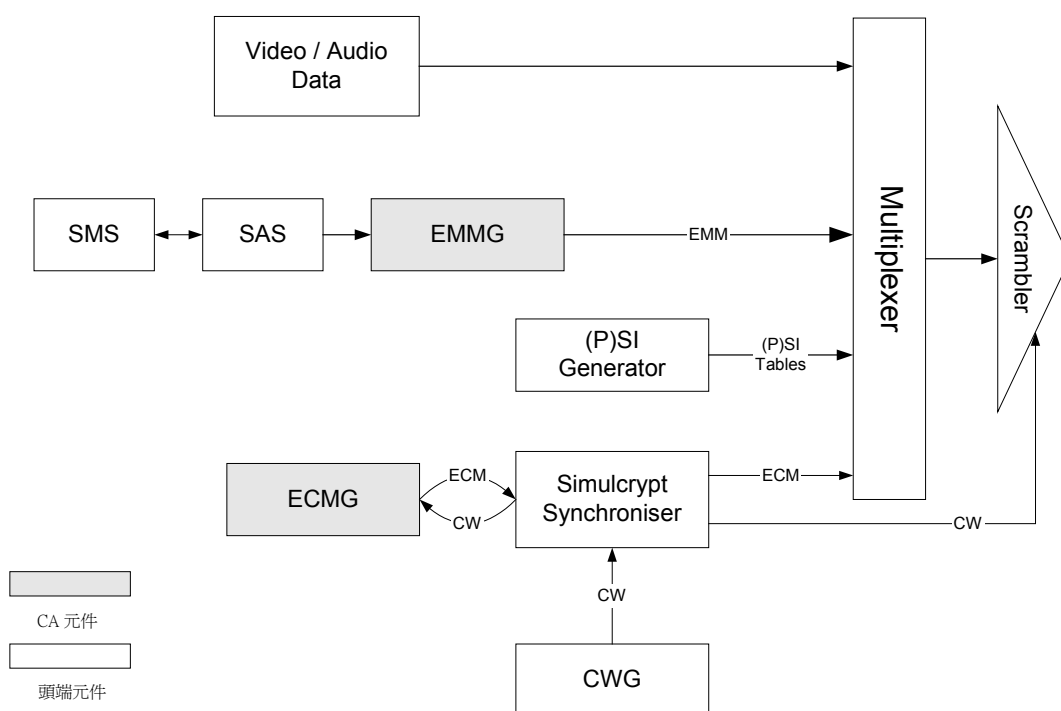 Video / Audio
Data
SMS
SAS
EMMG
EMM
(P)SI
Generator
(P)SI
Tables
Multiplexer
Scrambler
ECMG
ECM
CW
Simulcrypt
Synchroniser
ECM
CW
CW
CWG
CA 元件
頭端元件